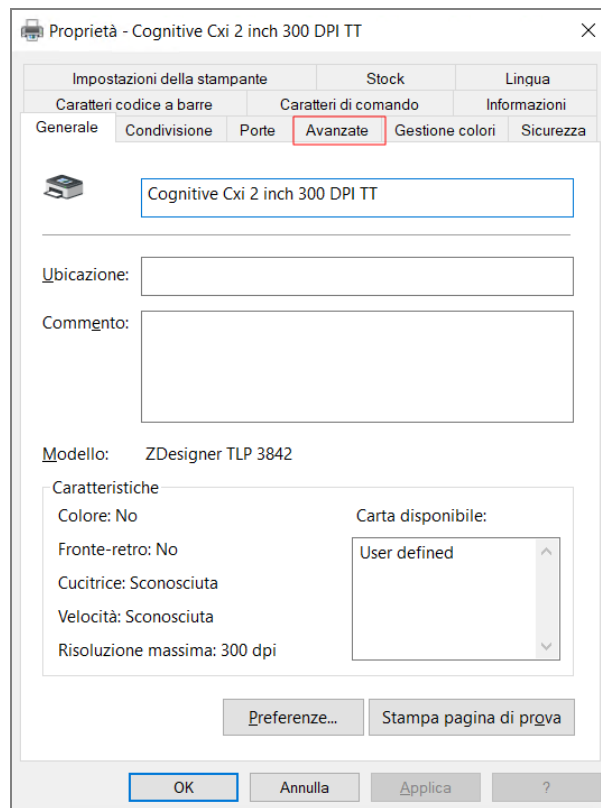 Proprietà - Cognitive Cxi 2 inch 300 DPI TT
Impostazioni della stampante Stock Lingua
Caratteri codice a barre Caratteri di comando Informazioni
Generale Condivisione Porte Avanzate Gestione colori Sicurezza
Cognitive Cxi 2 inch 300 DPI TT
Ubicazione:
Commento:
Modello: ZDesigner TLP 3842
Caratteristiche
Colore: No Carta disponibile:
Fronte-retro: No User defined
Cucitrice: Sconosciuta
Velocità: Sconosciuta
Risoluzione massima: 300 dpi
Preferenze... Stampa pagina di prova
OK Annulla Applica ?